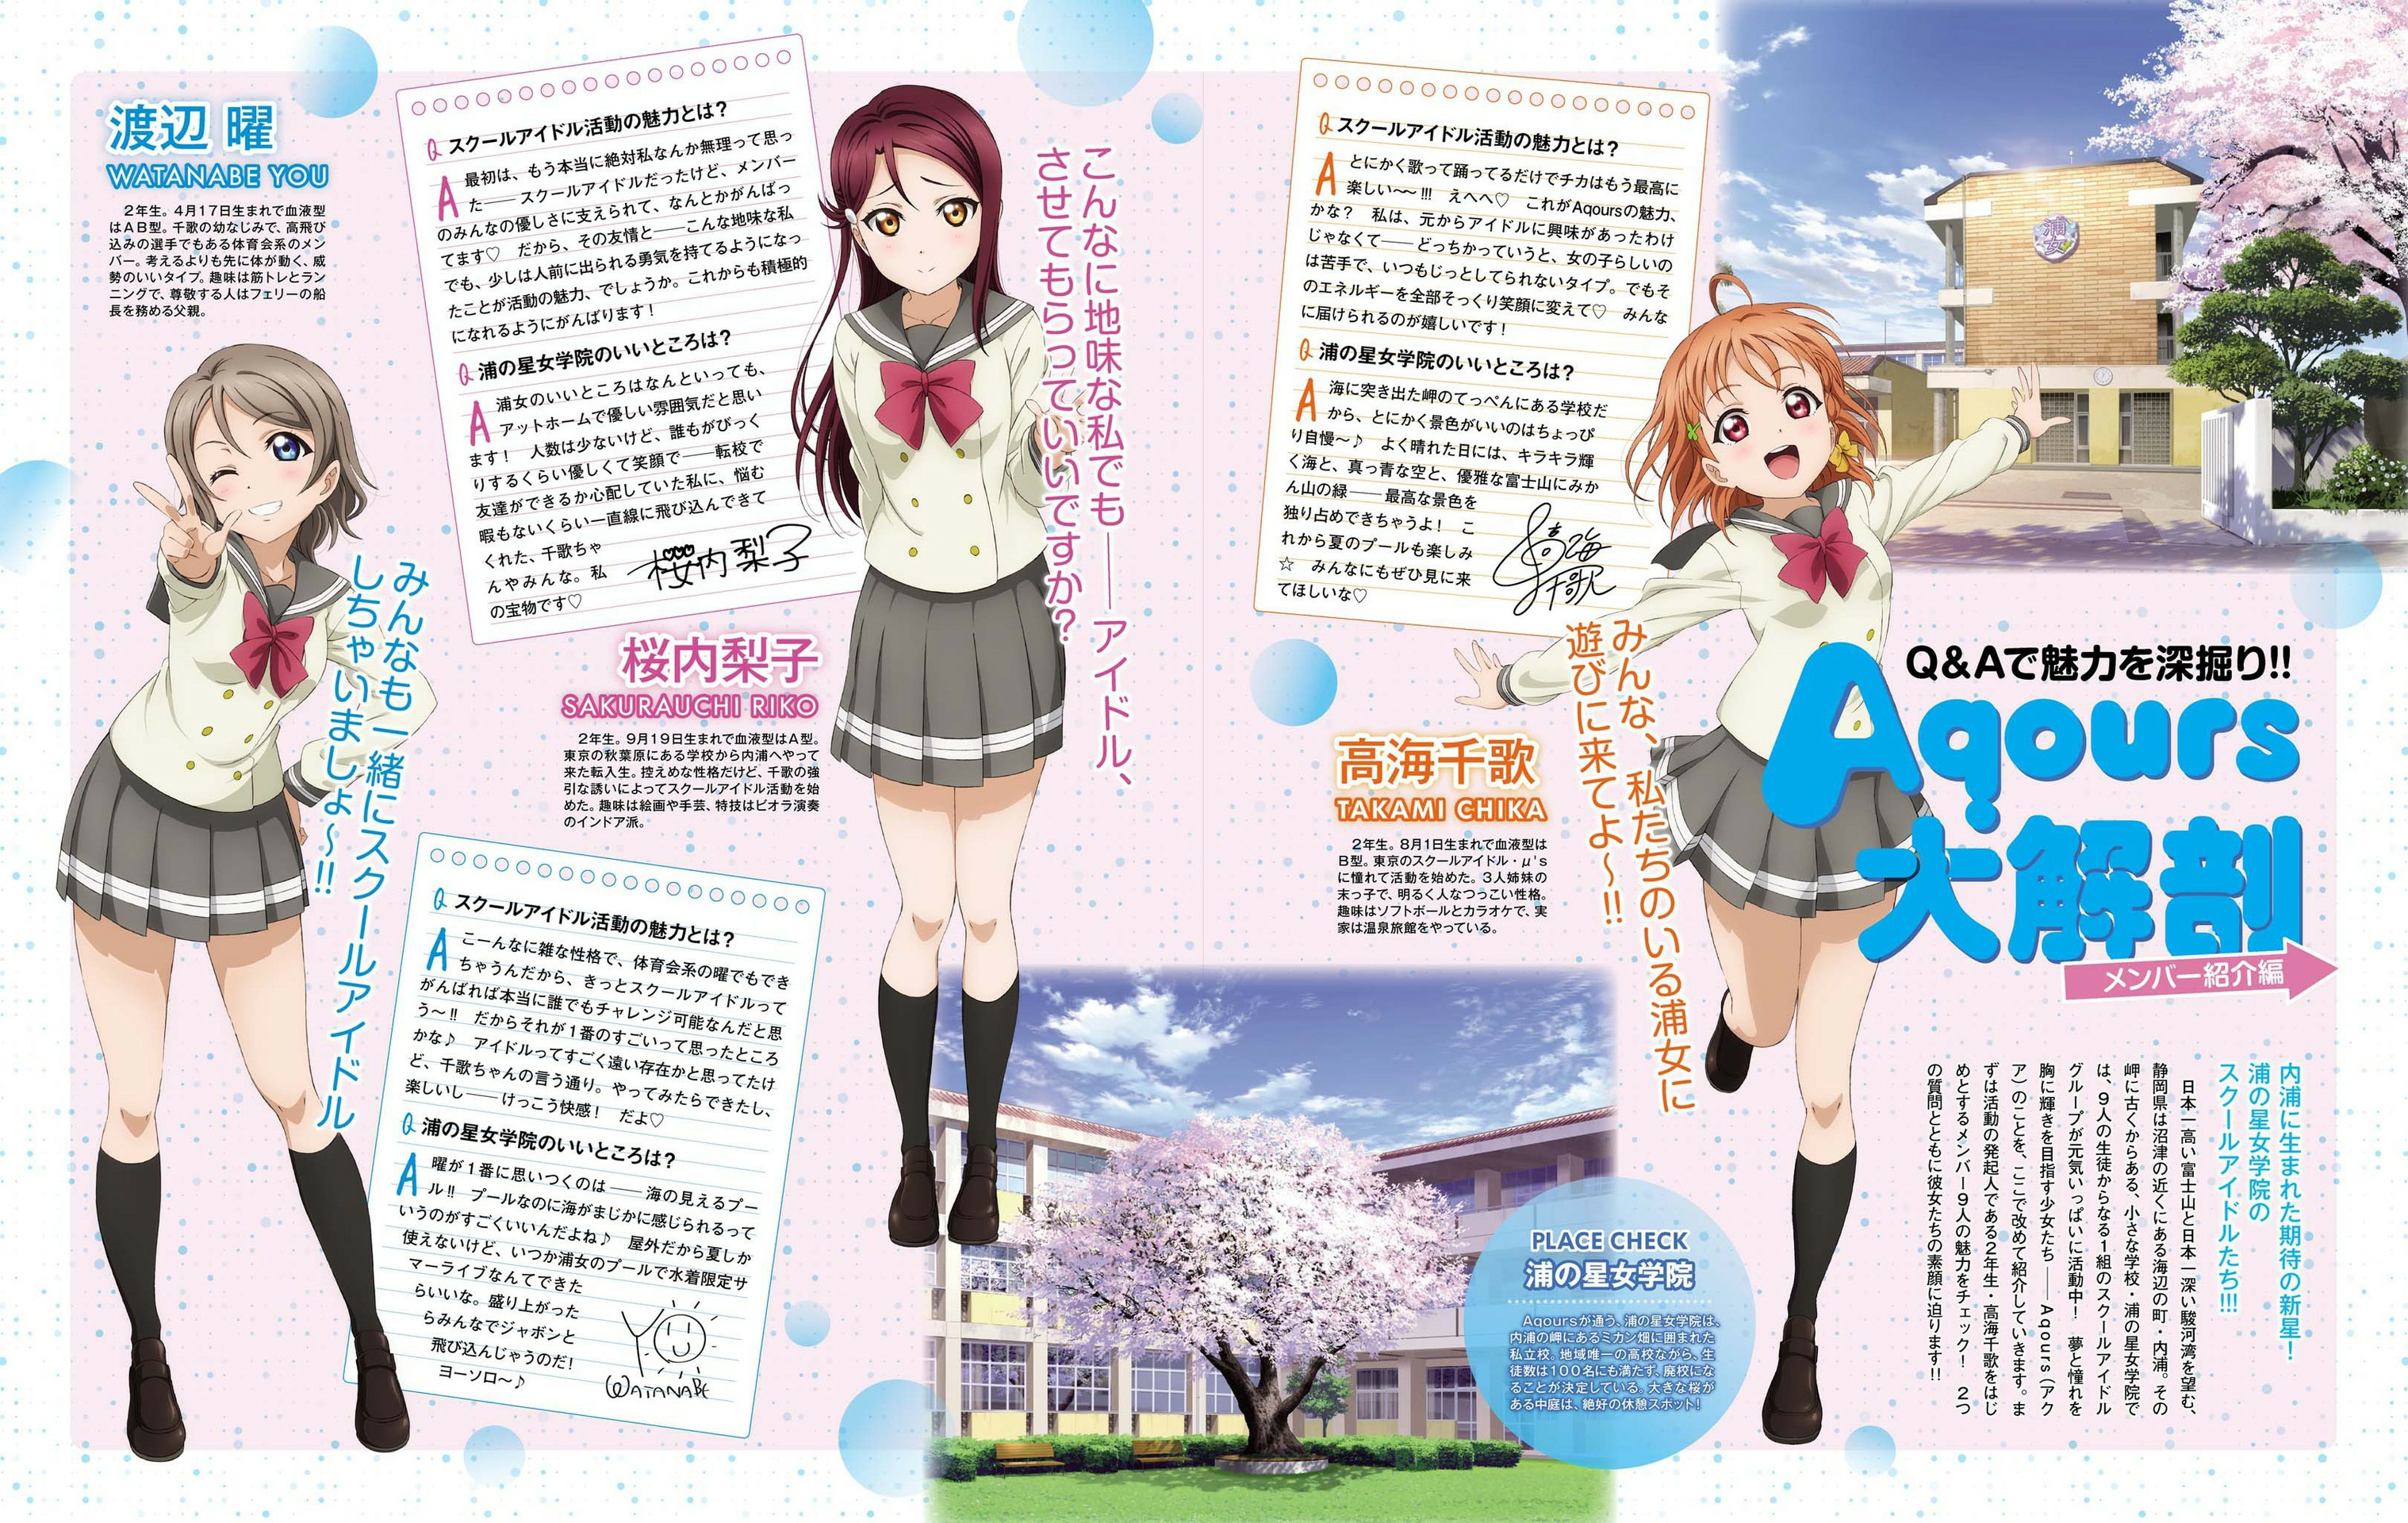 Q&Aで魅力を深掘り!!
Aqours
大解剖
メンバー紹介編
内浦に生まれた期待の新星！
浦の星女学院の
スクールアイドルたち!!!
日本一高い富士山と日本一深い駿河湾を望む、
静岡県は沼津の近くにある海辺の町・内浦。その
岬に古くからある、小さな学校・浦の星女学院で
は、9人の生徒からなる1組のスクールアイドル
グループが元気いっぱいに活動中！　夢と憧れを
胸に輝きを目指す少女たち――Aqours（アク
ア）のことを、ここで改めて紹介していきます。ま
ずは活動の発起人である2年生・高海千歌をはじ
めとするメンバー9人の魅力をチェック！　2つ
の質問とともに彼女たちの素顔に迫ります!!
浦女
Q スクールアイドル活動の魅力とは？
A とにかく歌って踊ってるだけでチカはもう最高に
楽しい〜〜!!!　えへへ♡　これがAqoursの魅力、
かな？　私は、元からアイドルに興味があったわけ
じゃなくて――どっちかっていうと、女の子らしいの
は苦手で、いつもじっとしてられないタイプ。でもそ
のエネルギーを全部そっくり笑顔に変えて♡　みんな
に届けられるのが嬉しいです！
Q 浦の星女学院のいいところは？
A 海に突き出た岬のてっぺんにある学校だ
から、とにかく景色がいいのはちょっぴ
り自慢〜♪　よく晴れた日には、キラキラ輝
く海と、真っ青な空と、優雅な富士山にみか
ん山の緑――最高な景色を
独り占めできちゃうよ！　こ
れから夏のプールも楽しみ
☆　みんなにもぜひ見に来
てほしいな♡
高海
千歌
みんな、私たちのいる浦女に
遊びに来てよ〜!!
高海千歌
TAKAMI CHIKA
2年生。8月1日生まれで血液型は
B型。東京のスクールアイドル・μ's
に憧れて活動を始めた。3人姉妹の
末っ子で、明るく人なつっこい性格。
趣味はソフトボールとカラオケで、実
家は温泉旅館をやっている。
PLACE CHECK
浦の星女学院
Aqoursが通う、浦の星女学院は、
内浦の岬にあるミカン畑に囲まれた
私立校。地域唯一の高校ながら、生
徒数は100名にも満たず、廃校にな
ることが決定している。大きな桜が
ある中庭は、絶好の休憩スポット！
こんなに地味な私でも――アイドル、
させてもらっていいですか？
Q スクールアイドル活動の魅力とは？
A 最初は、もう本当に絶対私なんか無理って思っ
た――スクールアイドルだったけど、メンバー
のみんなの優しさに支えられて、なんとかがんばっ
てます♡　だから、その友情と――こんな地味な私
でも、少しは人前に出られる勇気を持てるようになっ
たことが活動の魅力、でしょうか。これからも積極的
になれるようにがんばります！
Q 浦の星女学院のいいところは？
A 浦女のいいところはなんといっても、
アットホームで優しい雰囲気だと思い
ます！　人数は少ないけど、誰もがびっく
りするくらい優しくて笑顔で――転校で
友達ができるか心配していた私に、悩む
暇もないくらい一直線に飛び込んできて
くれた、千歌ちゃ
んやみんな。私
の宝物です♡
桜内梨子
桜内梨子
SAKURAUCHI RIKO
2年生。9月19日生まれで血液型はA型。
東京の秋葉原にある学校から内浦へやって
来た転入生。控えめな性格だけど、千歌の強
引な誘いによってスクールアイドル活動を始
めた。趣味は絵画や手芸、特技はビオラ演奏
のインドア派。
渡辺 曜
WATANABE YOU
2年生。4月17日生まれで血液型
はAB型。千歌の幼なじみで、高飛び
込みの選手でもある体育会系のメン
バー。考えるよりも先に体が動く、威
勢のいいタイプ。趣味は筋トレとラン
ニングで、尊敬する人はフェリーの船
長を務める父親。
みんなも一緒にスクールアイドル
しちゃいましょ〜!!
Q スクールアイドル活動の魅力とは？
A こーんなに雑な性格で、体育会系の曜でもでき
ちゃうんだから、きっとスクールアイドルって
がんばれば本当に誰でもチャレンジ可能なんだと思
う〜!!　だからそれが1番のすごいって思ったところ
かな♪　アイドルってすごく遠い存在かと思ってたけ
ど、千歌ちゃんの言う通り。やってみたらできたし、
楽しいし――けっこう快感！　だよ♡
Q 浦の星女学院のいいところは？
A 曜が1番に思いつくのは――海の見えるプー
ル!!　プールなのに海がまじかに感じられるって
いうのがすごくいいんだよね♪　屋外だから夏しか
使えないけど、いつか浦女のプールで水着限定サ
マーライブなんてできた
らいいな。盛り上がった
らみんなでジャボンと
飛び込んじゃうのだ！
ヨーソロ〜♪
WATANABE